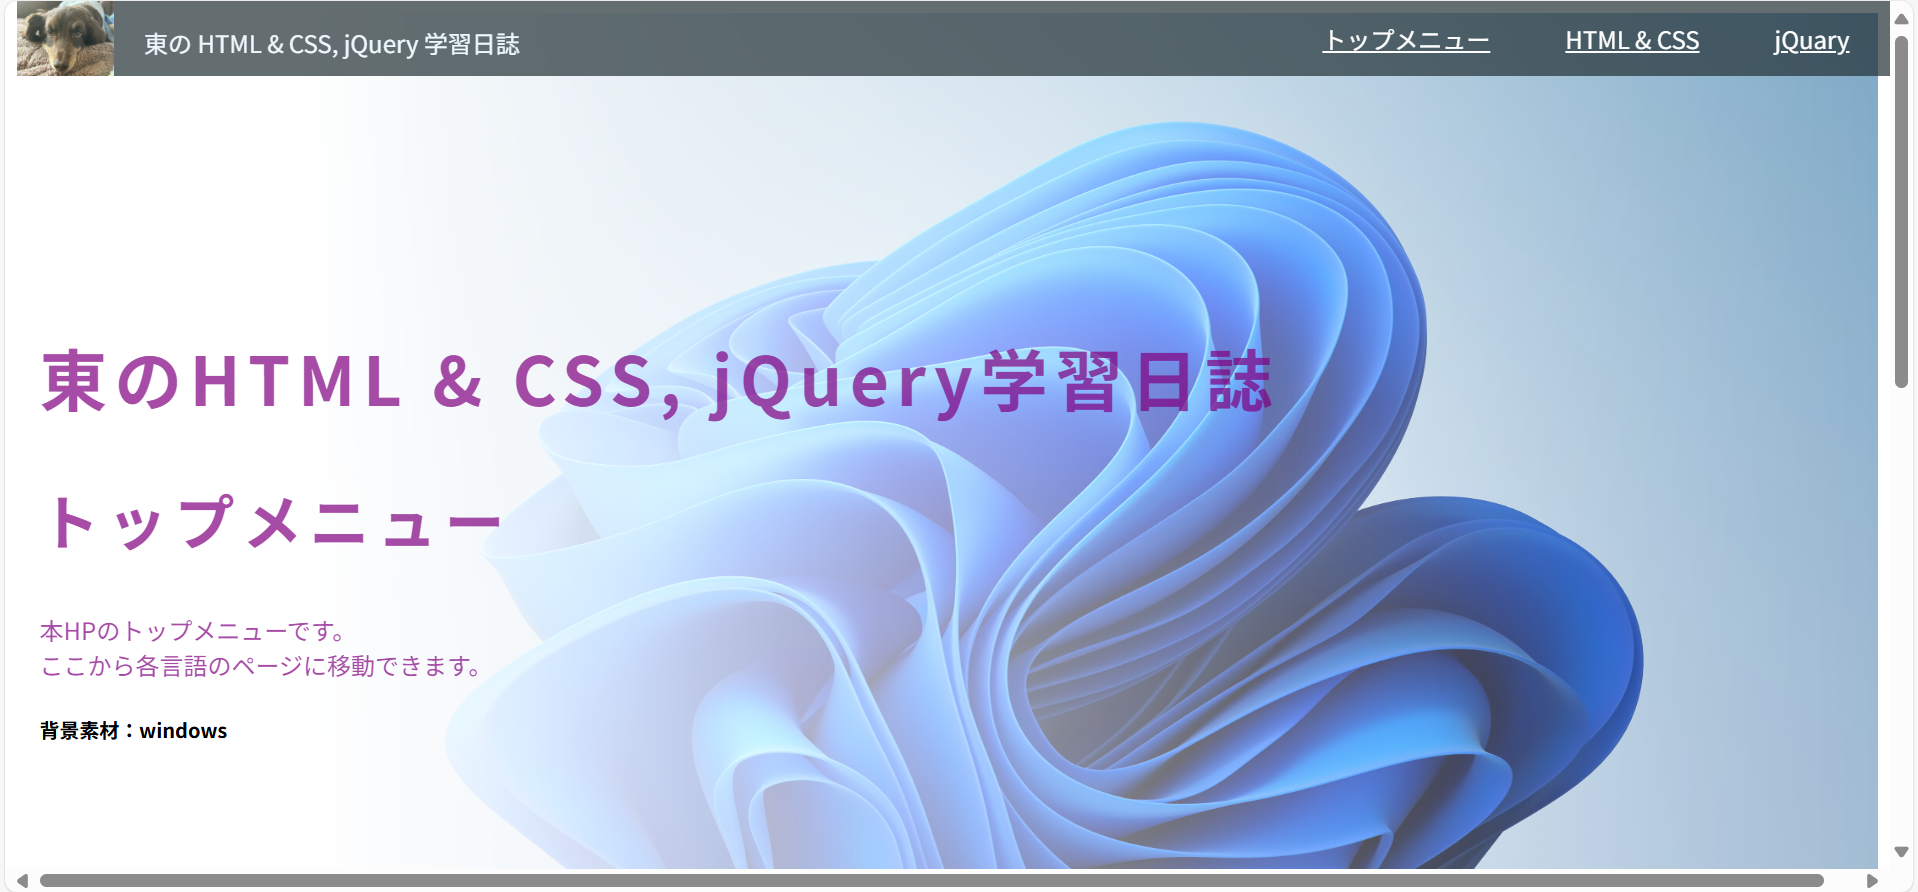 東の HTML & CSS, jQuery 学習日誌
トップメニュー
HTML & CSS
jQuary
東のHTML & CSS, jQuery学習日誌
トップメニュー
本HPのトップメニューです。
ここから各言語のページに移動できます。
背景素材：windows